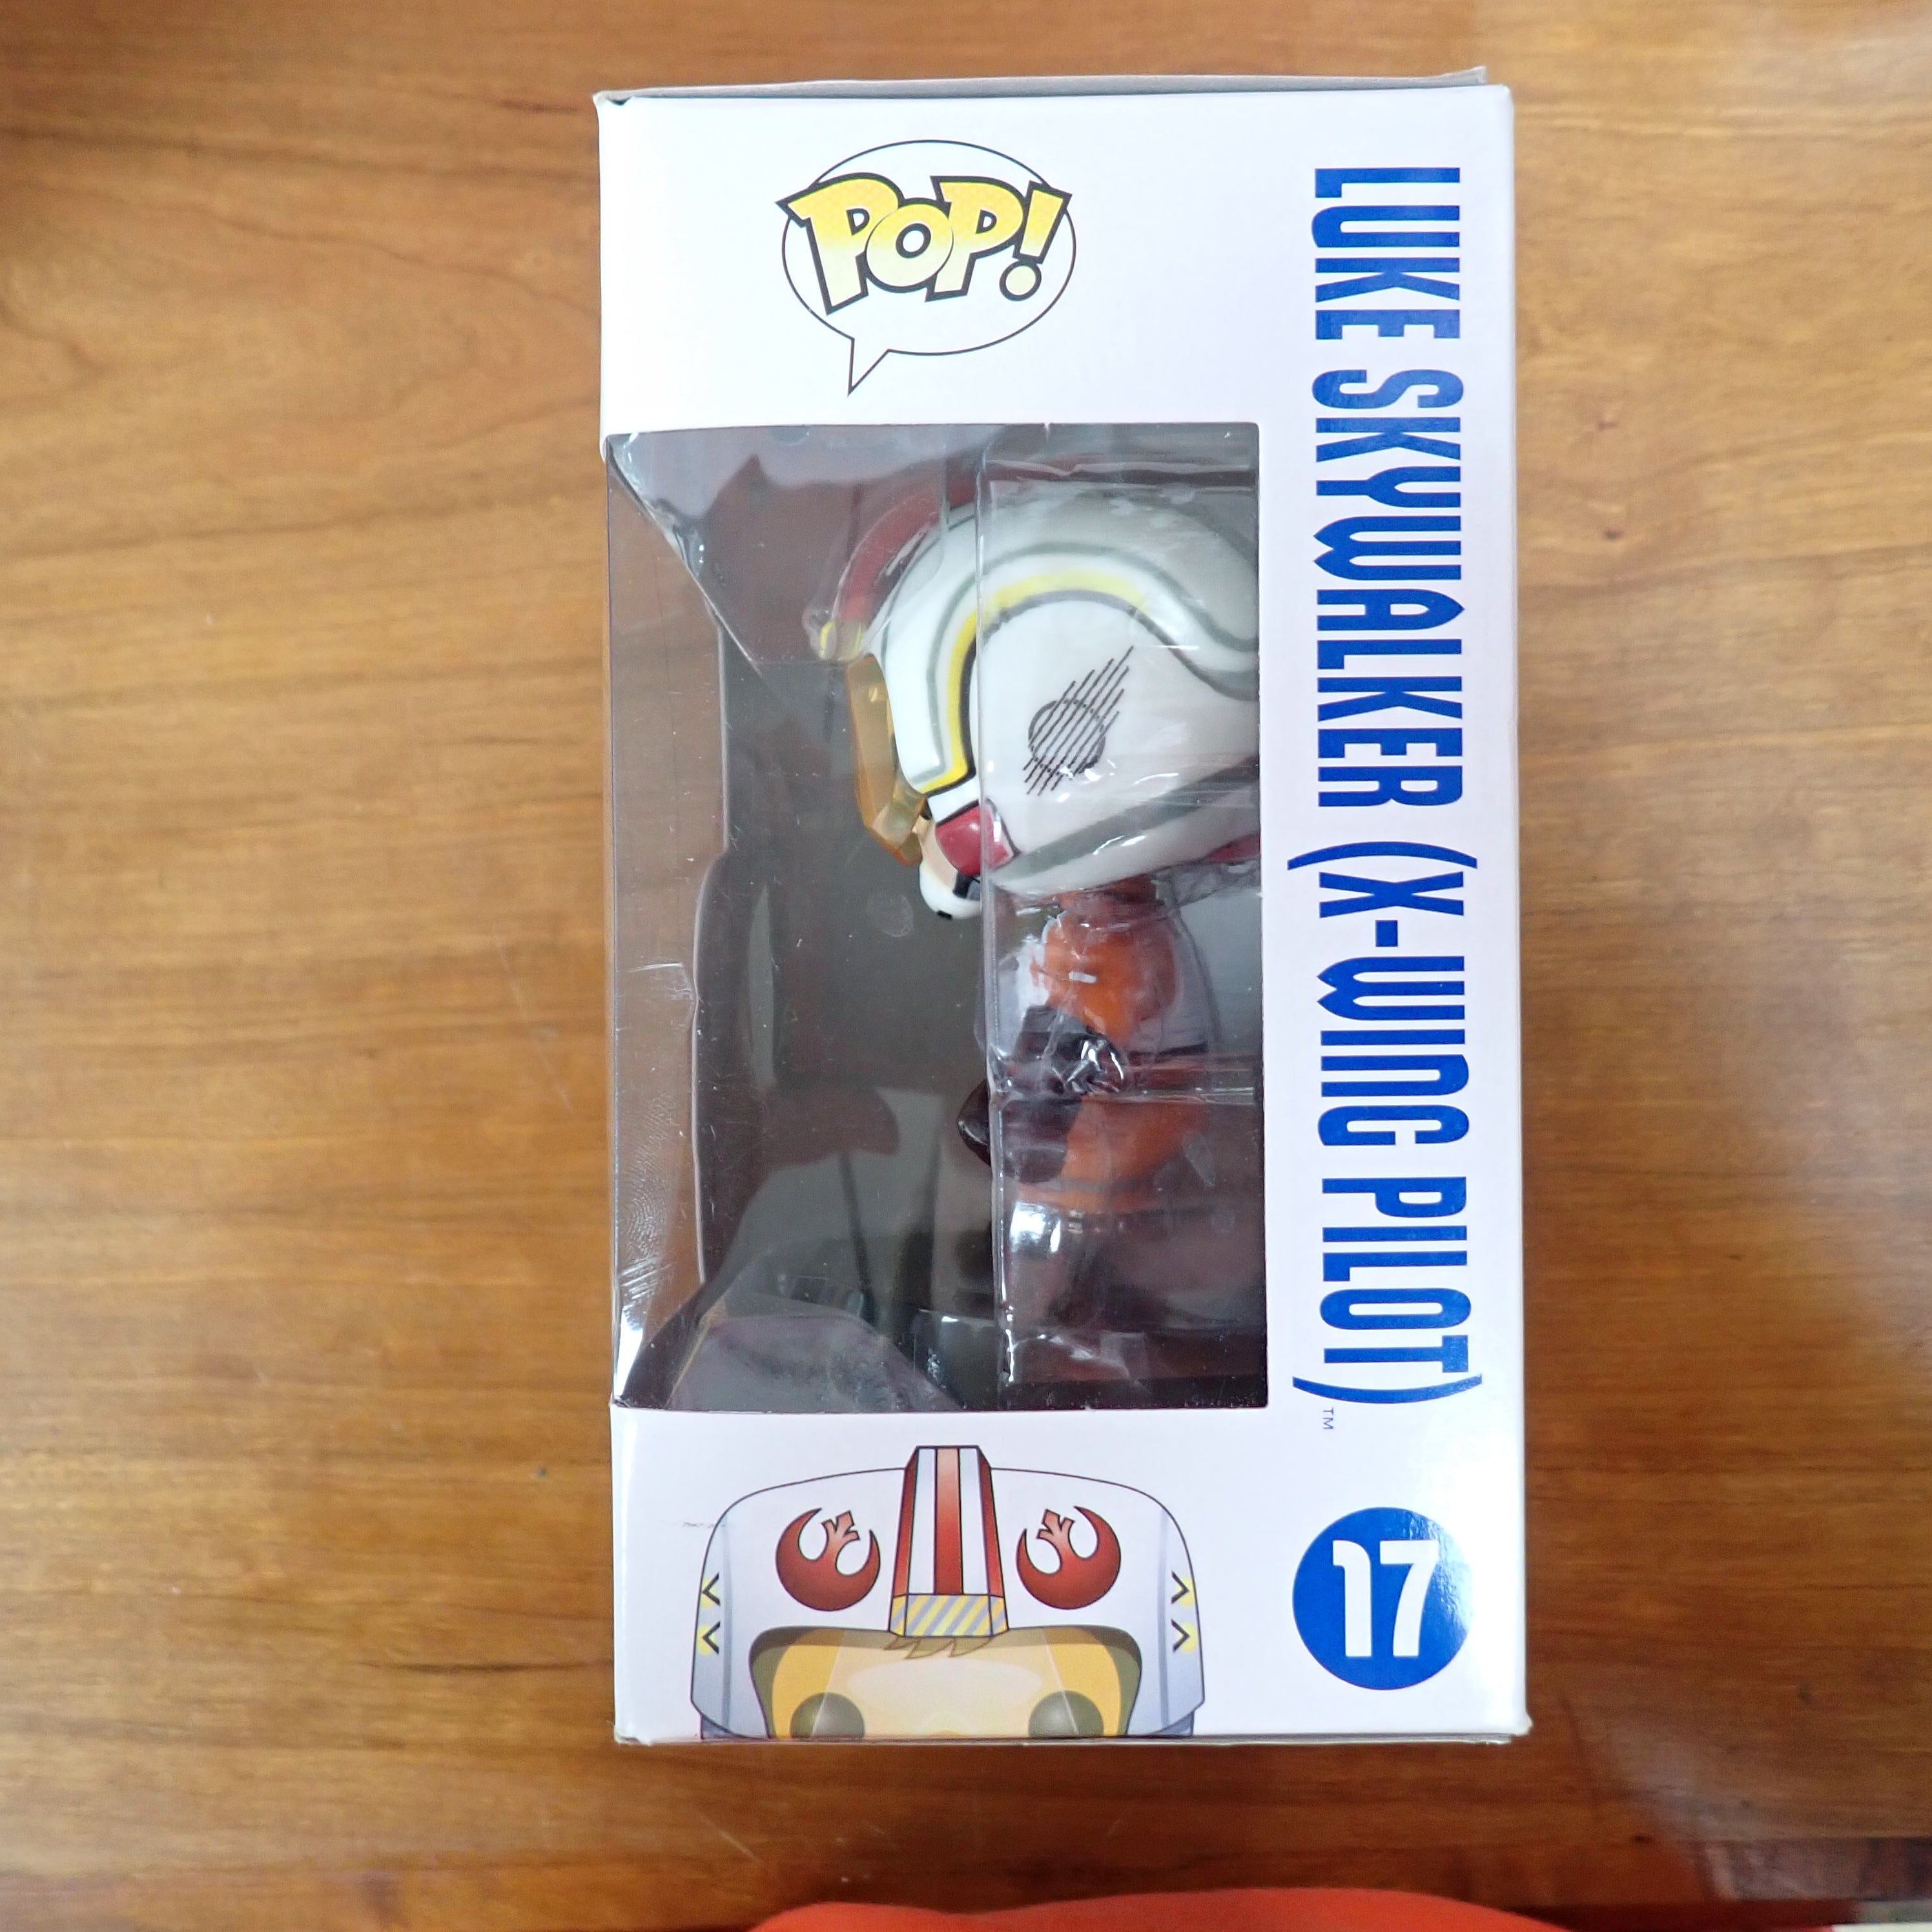 POP!
LUKE SKYWALKER (X-WING PILOT)™
17